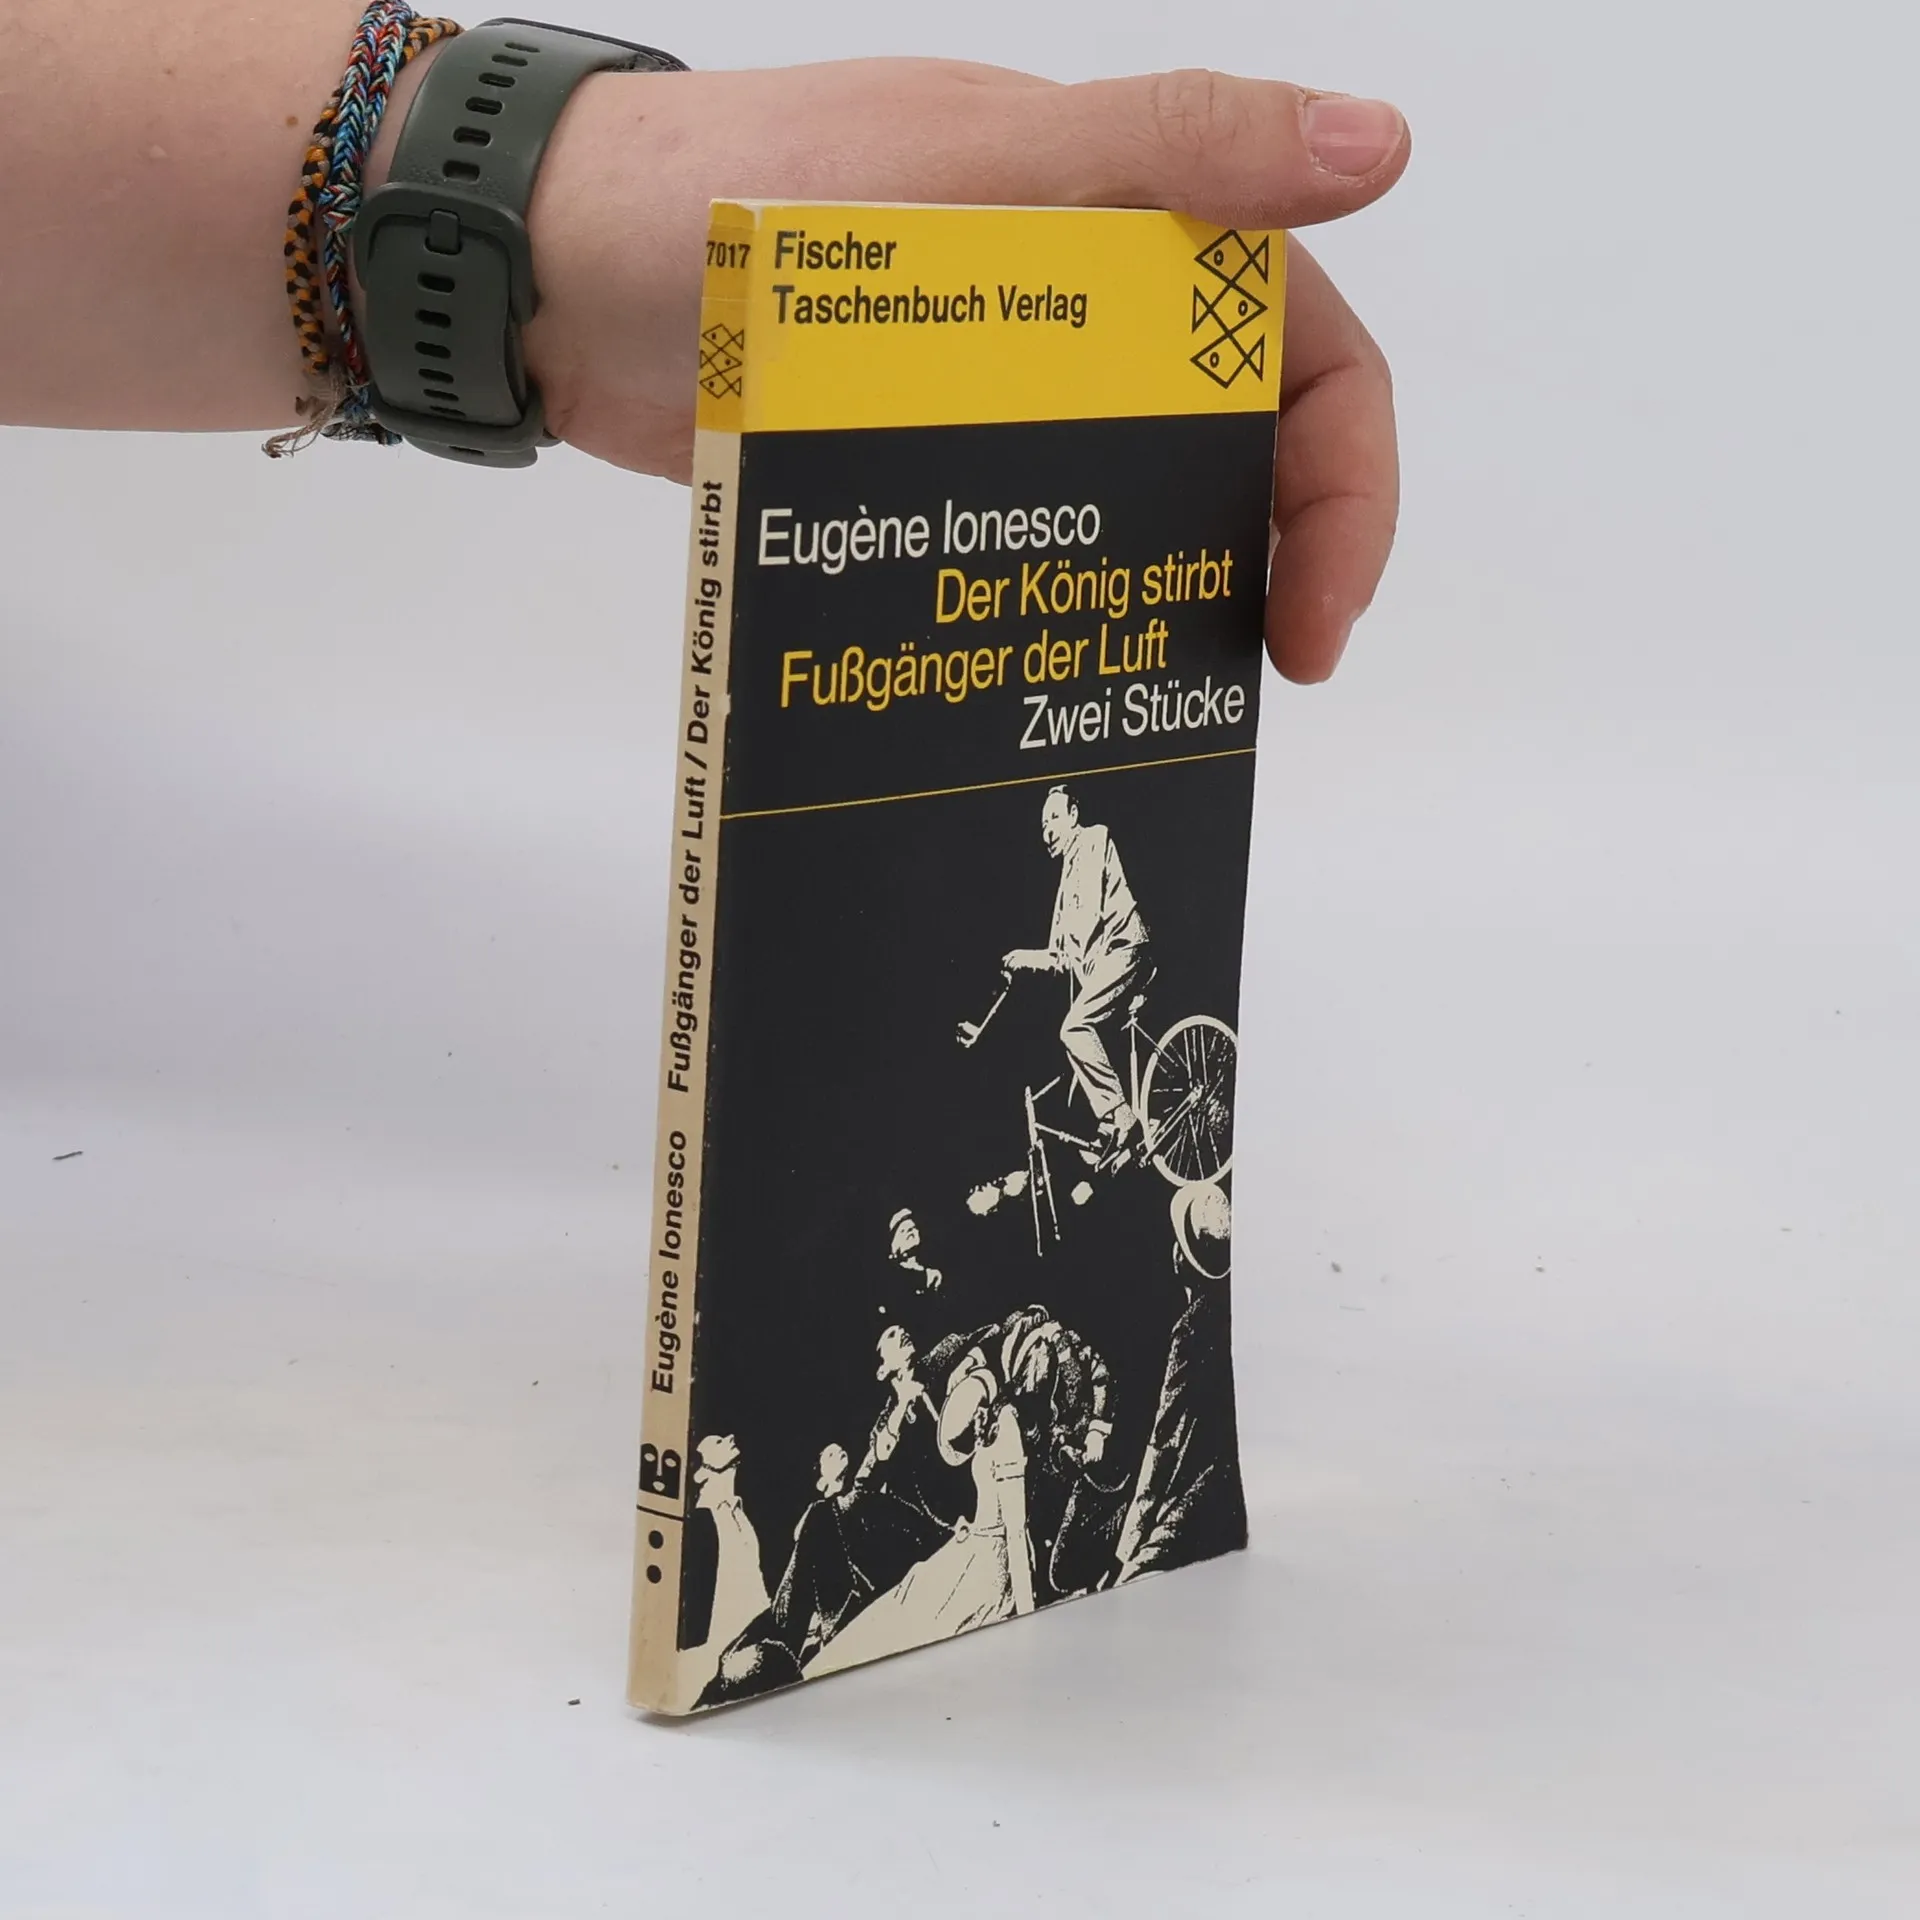 7017
Fischer
Taschenbuch Verlag
Eugène Ionesco
Der König stirbt
Fußgänger der Luft
Zwei Stücke
Eugène Ionesco Fußgänger der Luft / Der König stirbt